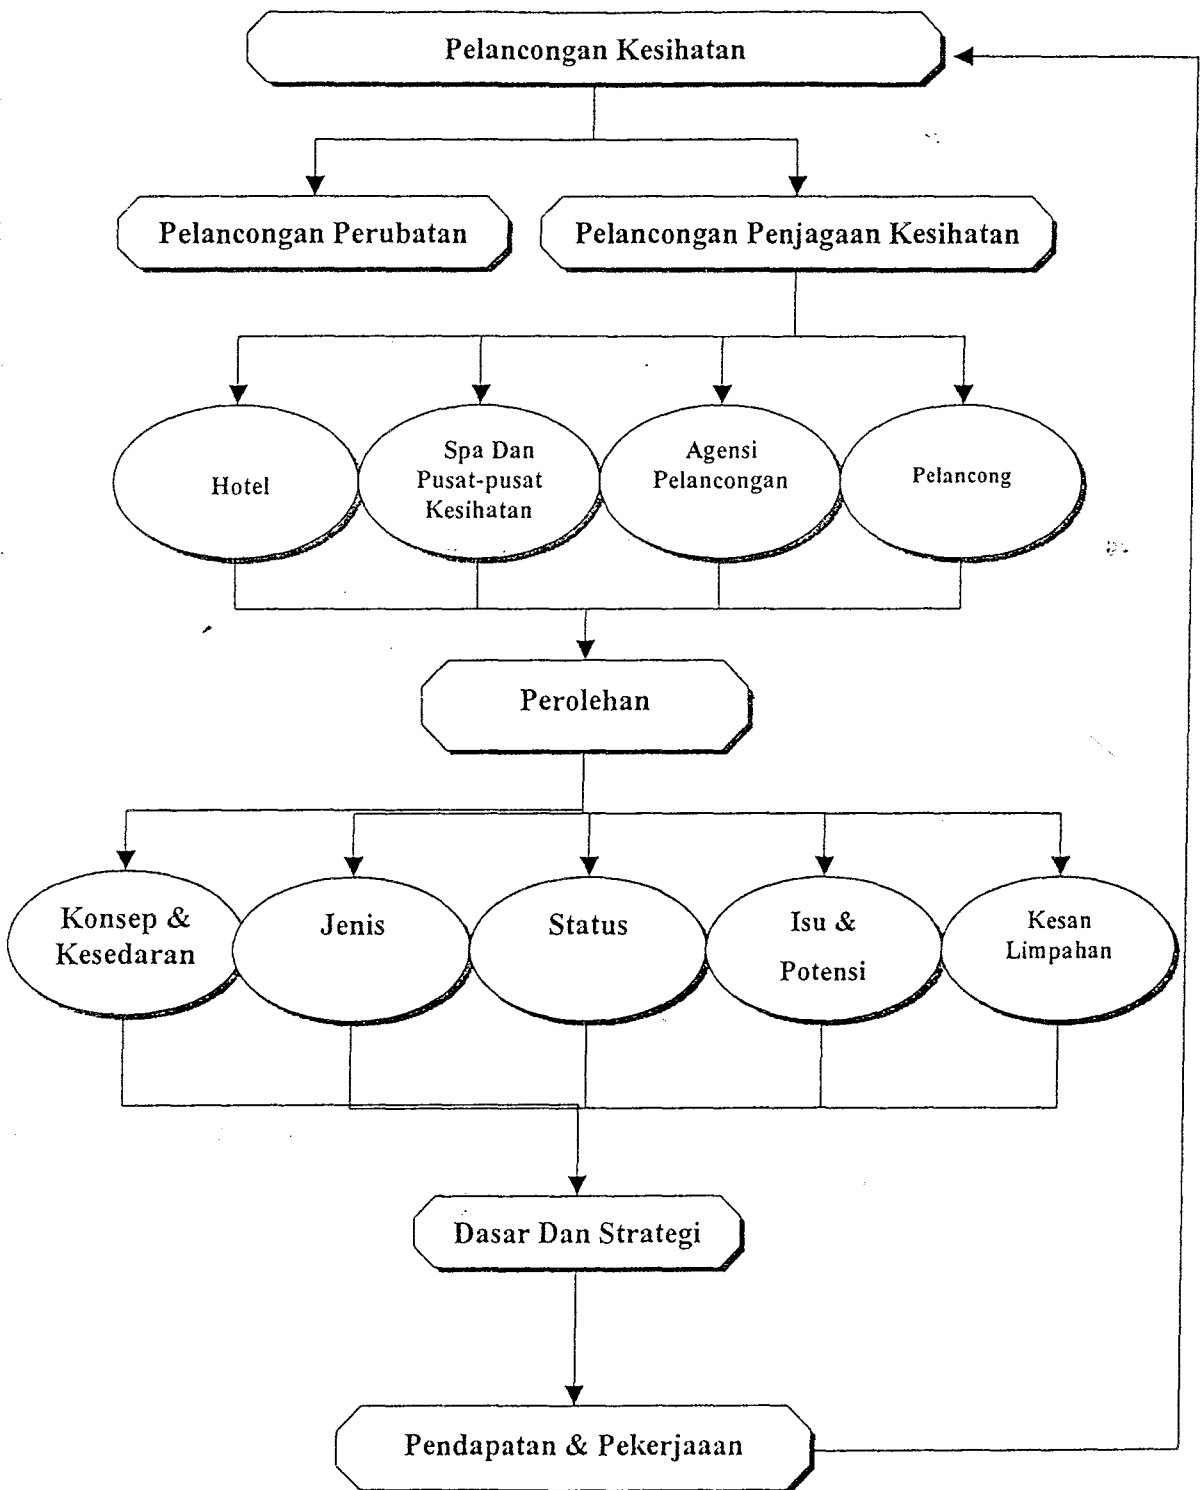 Pelancongan Kesihatan
Pelancongan Perubatan
Pelancongan Penjagaan Kesihatan
Hotel
Spa Dan
Pusat-pusat
Kesihatan
Agensi
Pelancongan
Pelancong
Perolehan
Konsep &
Kesedaran
Jenis
Status
Isu &
Potensi
Kesan
Limpahan
Dasar Dan Strategi
Pendapatan & Pekerjaaan